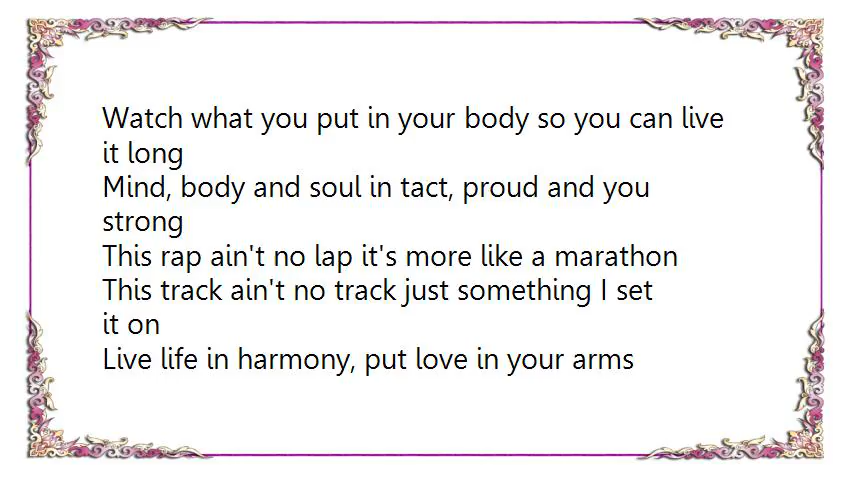 Watch what you put in your body so you can live
it long
Mind, body and soul in tact, proud and you
strong
This rap ain't no lap it's more like a marathon
This track ain't no track just something I set
it on
Live life in harmony, put love in your arms